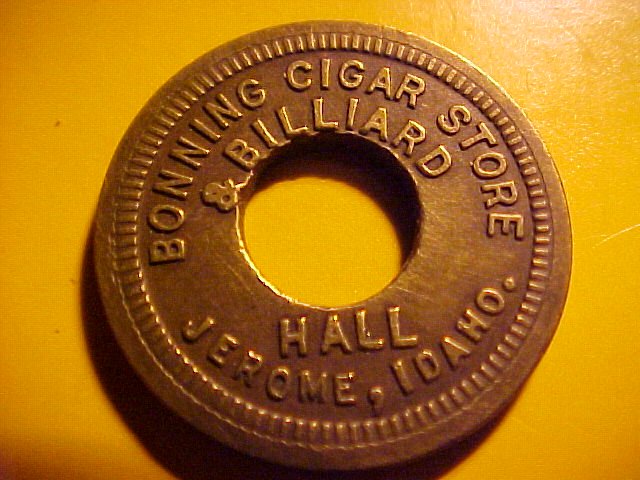 BONNING CIGAR STORE
& BILLIARD
HALL
JEROME, IDAHO.